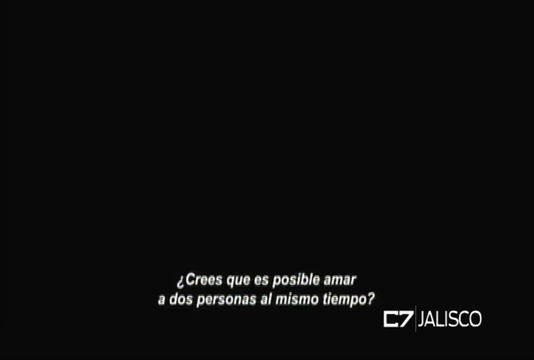 ¿Crees que es posible amar
a dos personas al mismo tiempo?
C7 JALISCO